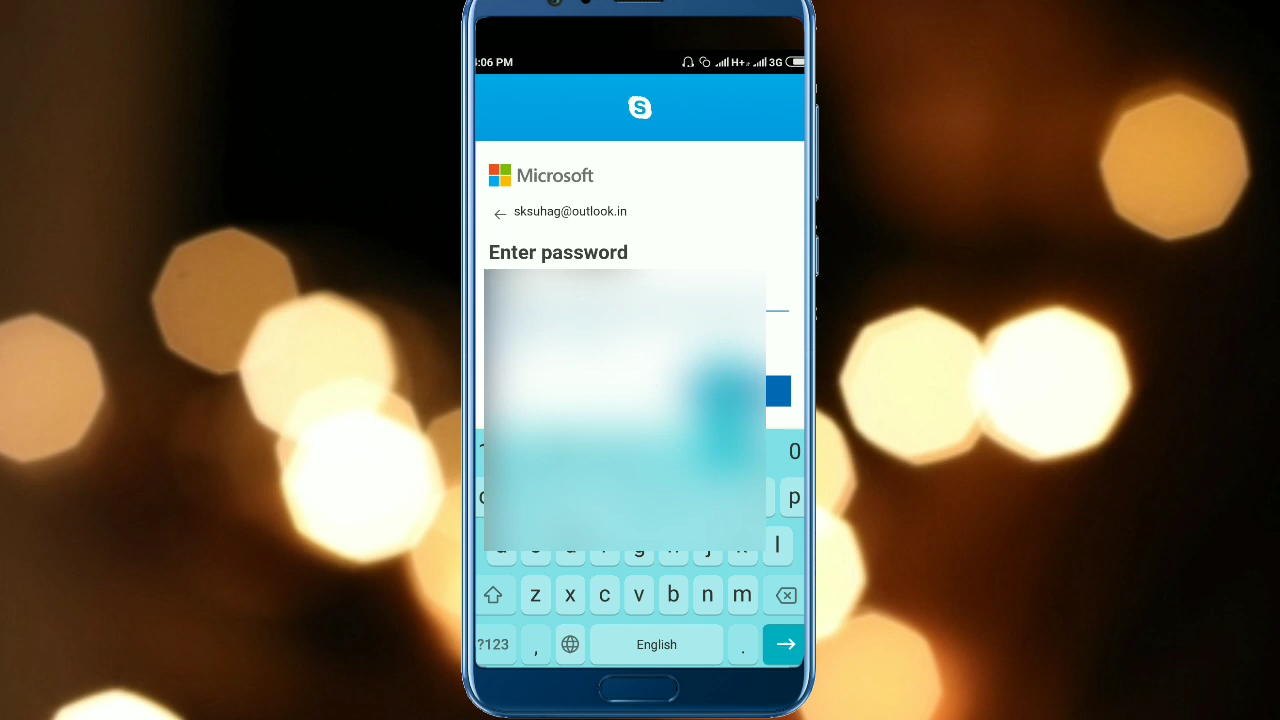 :06 PM H+ 3G
S
Microsoft
sksuhag@outlook.in
Enter password
0
p
l
z x c v b n m
?123 , English .